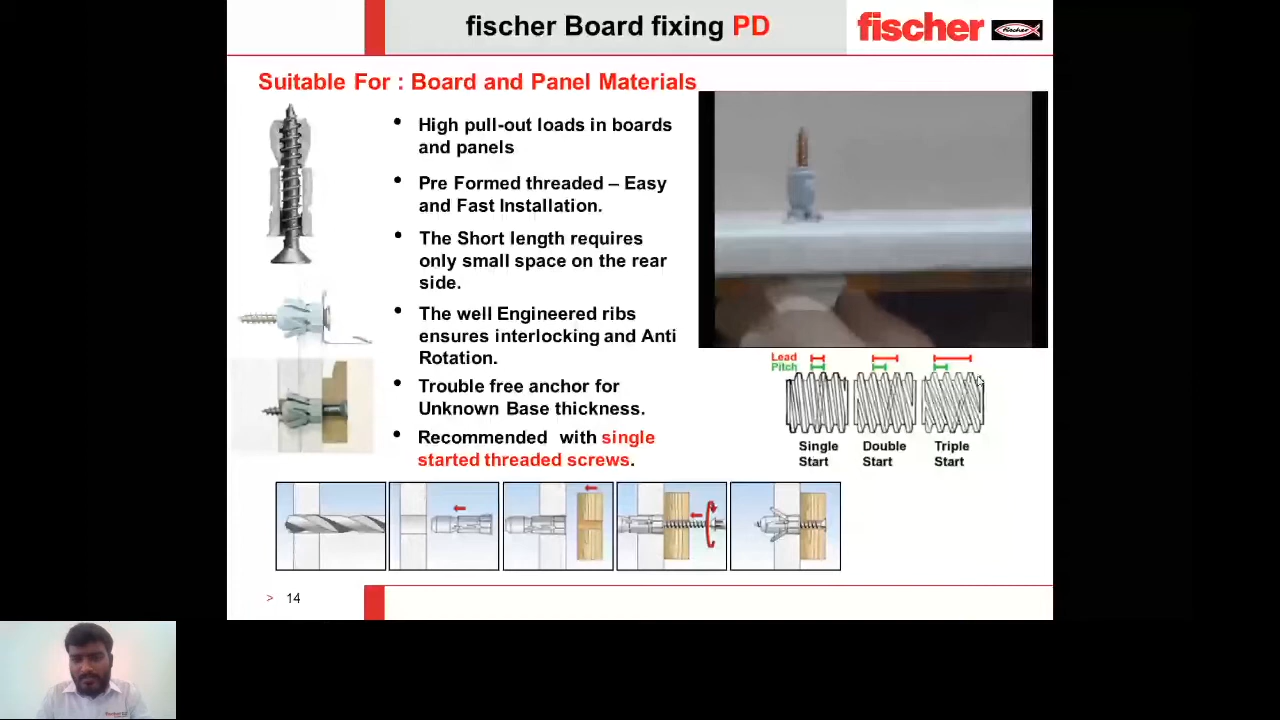 fischer Board fixing PD
fischer
fischer
Suitable For : Board and Panel Materials
• High pull-out loads in boards
and panels
• Pre Formed threaded – Easy
and Fast Installation.
• The Short length requires
only small space on the rear
side.
• The well Engineered ribs
ensures interlocking and Anti
Rotation.
• Trouble free anchor for
Unknown Base thickness.
• Recommended with single
started threaded screws.
Lead
Pitch
Single
Start
Double
Start
Triple
Start
> 14
fischer